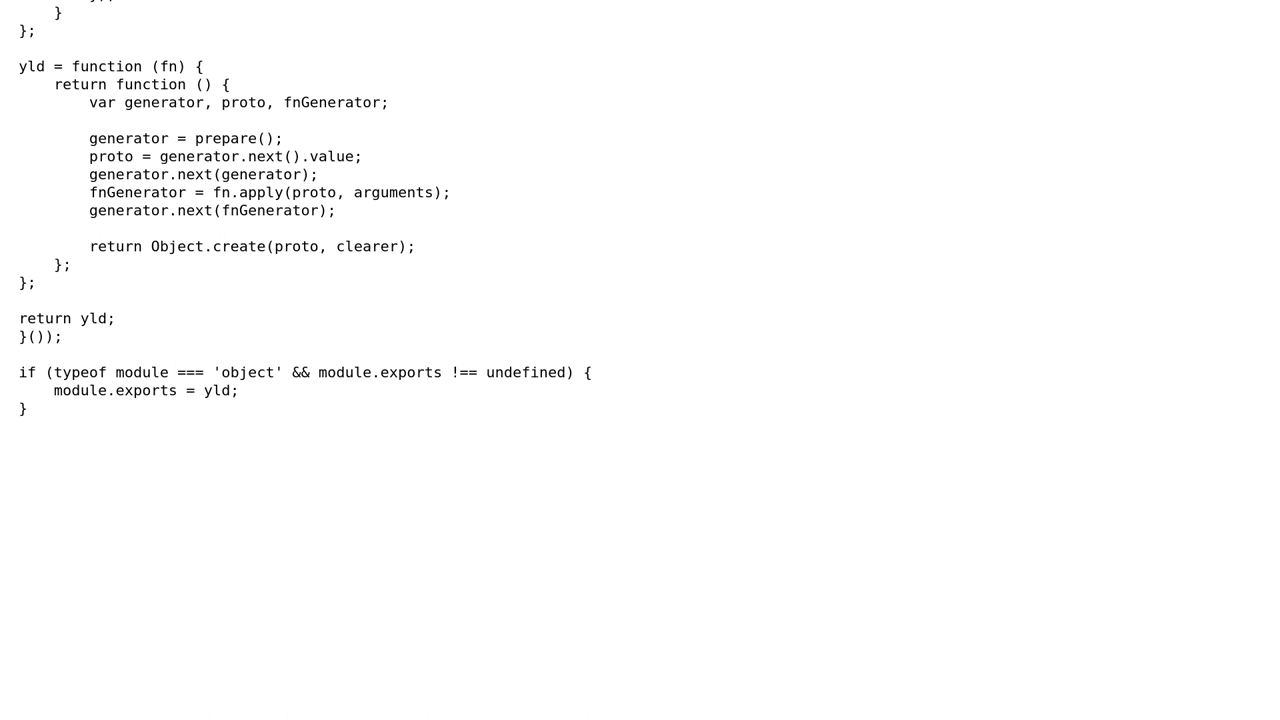 }
};

yld = function (fn) {
    return function () {
        var generator, proto, fnGenerator;

        generator = prepare();
        proto = generator.next().value;
        generator.next(generator);
        fnGenerator = fn.apply(proto, arguments);
        generator.next(fnGenerator);

        return Object.create(proto, clearer);
    };
};

return yld;
}());

if (typeof module === 'object' && module.exports !== undefined) {
    module.exports = yld;
}